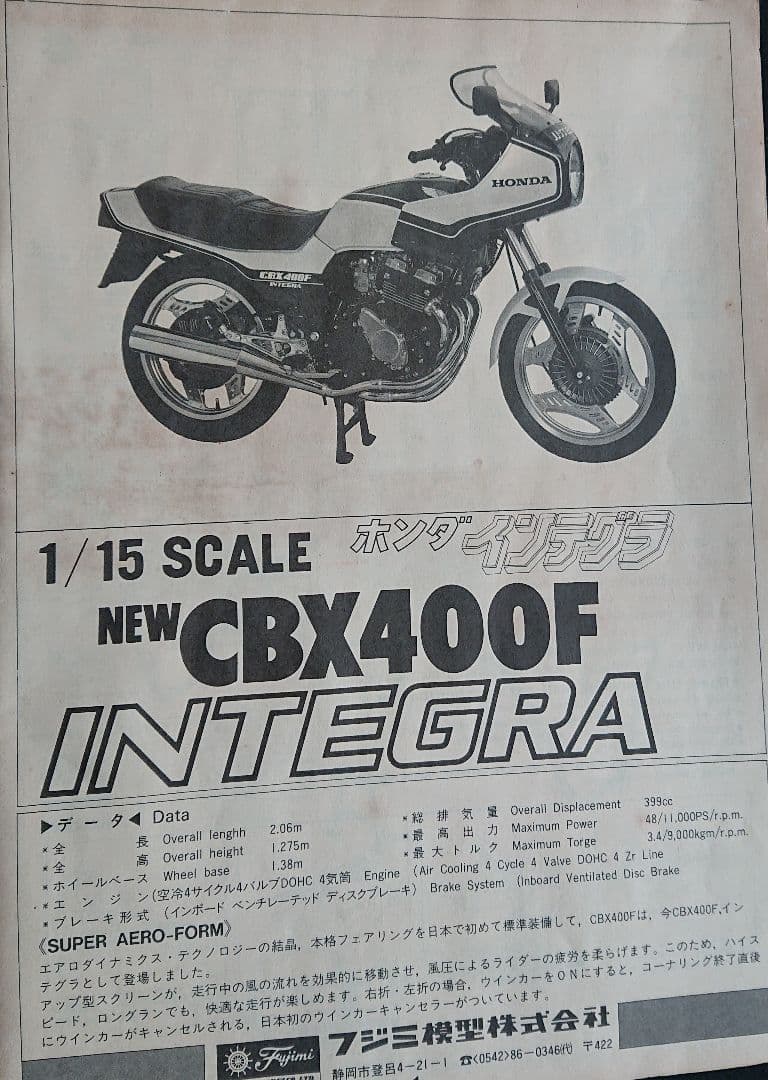 HONDA
CBX400F
INTEGRA
1/15 SCALE ホンダ インテグラ
NEW CBX400F
INTEGRA
▶データ◀ Data
*全長 Overall lenghh 2.06m
*全高 Overall height 1.275m
*ホイールベース Wheel base 1.38m
*総排気量 Overall Displacement 399cc
*最高出力 Maximum Power 48/11,000PS/r.p.m.
*最大トルク Maximum Torge 3.4/9,000kgm/r.p.m.
*エンジン(空冷4サイクル4バルブDOHC 4気筒 Engine (Air Cooling 4 Cycle 4 Valve DOHC 4 Zr Line
*ブレーキ形式 (インボード ベンチレーテッド ディスクブレーキ) Brake System (Inboard Ventilated Disc Brake
《SUPER AERO-FORM》
エアロダイナミクス・テクノロジーの結晶，本格フェアリングを日本で初めて標準装備して，CBX400Fは，今CBX400F,イン
テグラとして登場しました。
アップ型スクリーンが，走行中の風の流れを効果的に移動させ，風圧によるライダーの疲労を柔らげます。このため，ハイス
ピード，ロングランでも，快適な走行が楽しめます。右折・左折の場合，ウインカーをONにすると，コーナリング終了直後
にウインカーがキャンセルされる，日本初のウインカーキャンセラーがついています。
Fujimi
フジミ模型株式会社
静岡市登呂4-21-1 ☎<0542>86-0346㈹ 〒422